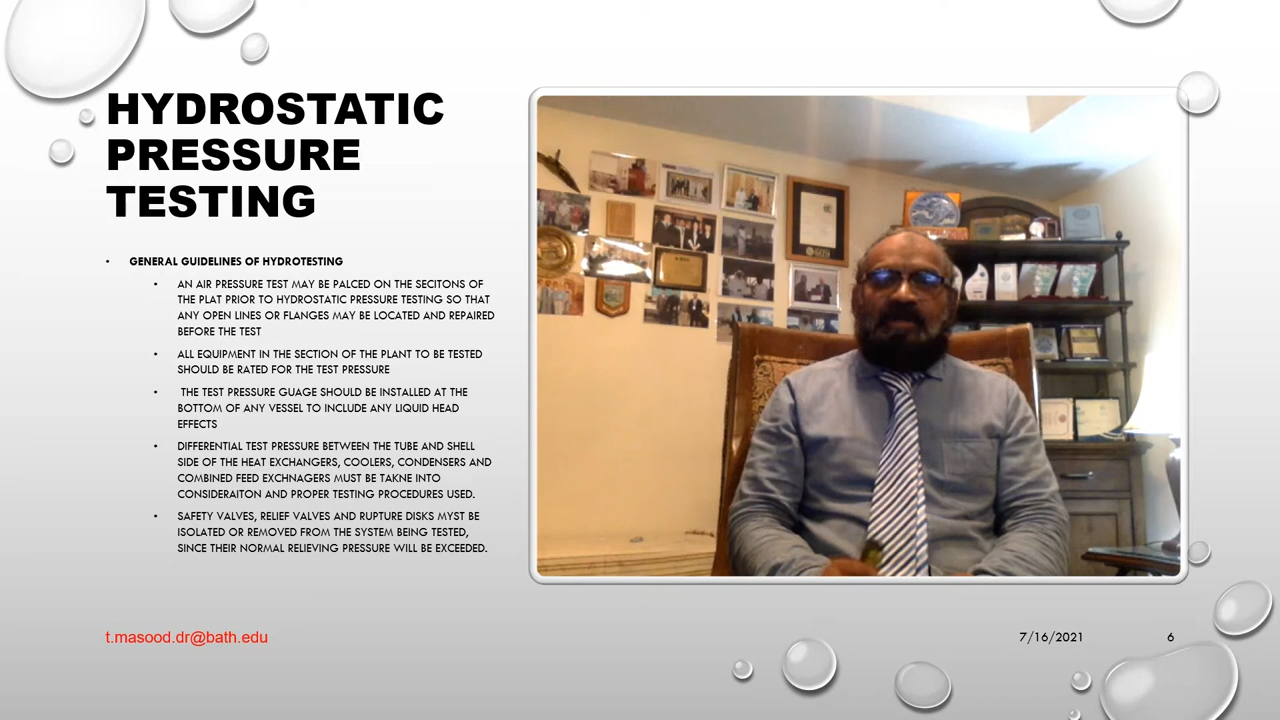 HYDROSTATIC
PRESSURE
TESTING
• GENERAL GUIDELINES OF HYDROTESTING
• AN AIR PRESSURE TEST MAY BE PALCED ON THE SECITONS OF
THE PLAT PRIOR TO HYDROSTATIC PRESSURE TESTING SO THAT
ANY OPEN LINES OR FLANGES MAY BE LOCATED AND REPAIRED
BEFORE THE TEST
• ALL EQUIPMENT IN THE SECTION OF THE PLANT TO BE TESTED
SHOULD BE RATED FOR THE TEST PRESSURE
• THE TEST PRESSURE GUAGE SHOULD BE INSTALLED AT THE
BOTTOM OF ANY VESSEL TO INCLUDE ANY LIQUID HEAD
EFFECTS
• DIFFERENTIAL TEST PRESSURE BETWEEN THE TUBE AND SHELL
SIDE OF THE HEAT EXCHANGERS, COOLERS, CONDENSERS AND
COMBINED FEED EXCHNAGERS MUST BE TAKNE INTO
CONSIDERAITON AND PROPER TESTING PROCEDURES USED.
• SAFETY VALVES, RELIEF VALVES AND RUPTURE DISKS MYST BE
ISOLATED OR REMOVED FROM THE SYSTEM BEING TESTED,
SINCE THEIR NORMAL RELIEVING PRESSURE WILL BE EXCEEDED.
t.masood.dr@bath.edu
7/16/2021
6